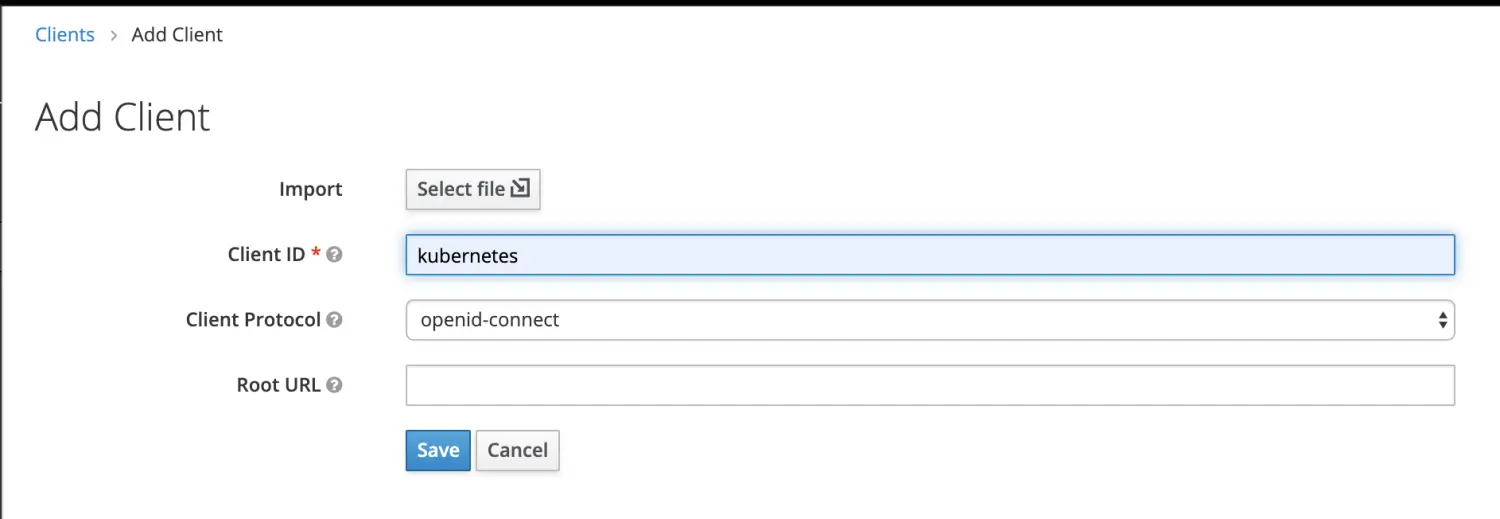 Clients > Add Client
Add Client
Import Select file
Client ID * kubernetes
Client Protocol openid-connect
Root URL
Save Cancel